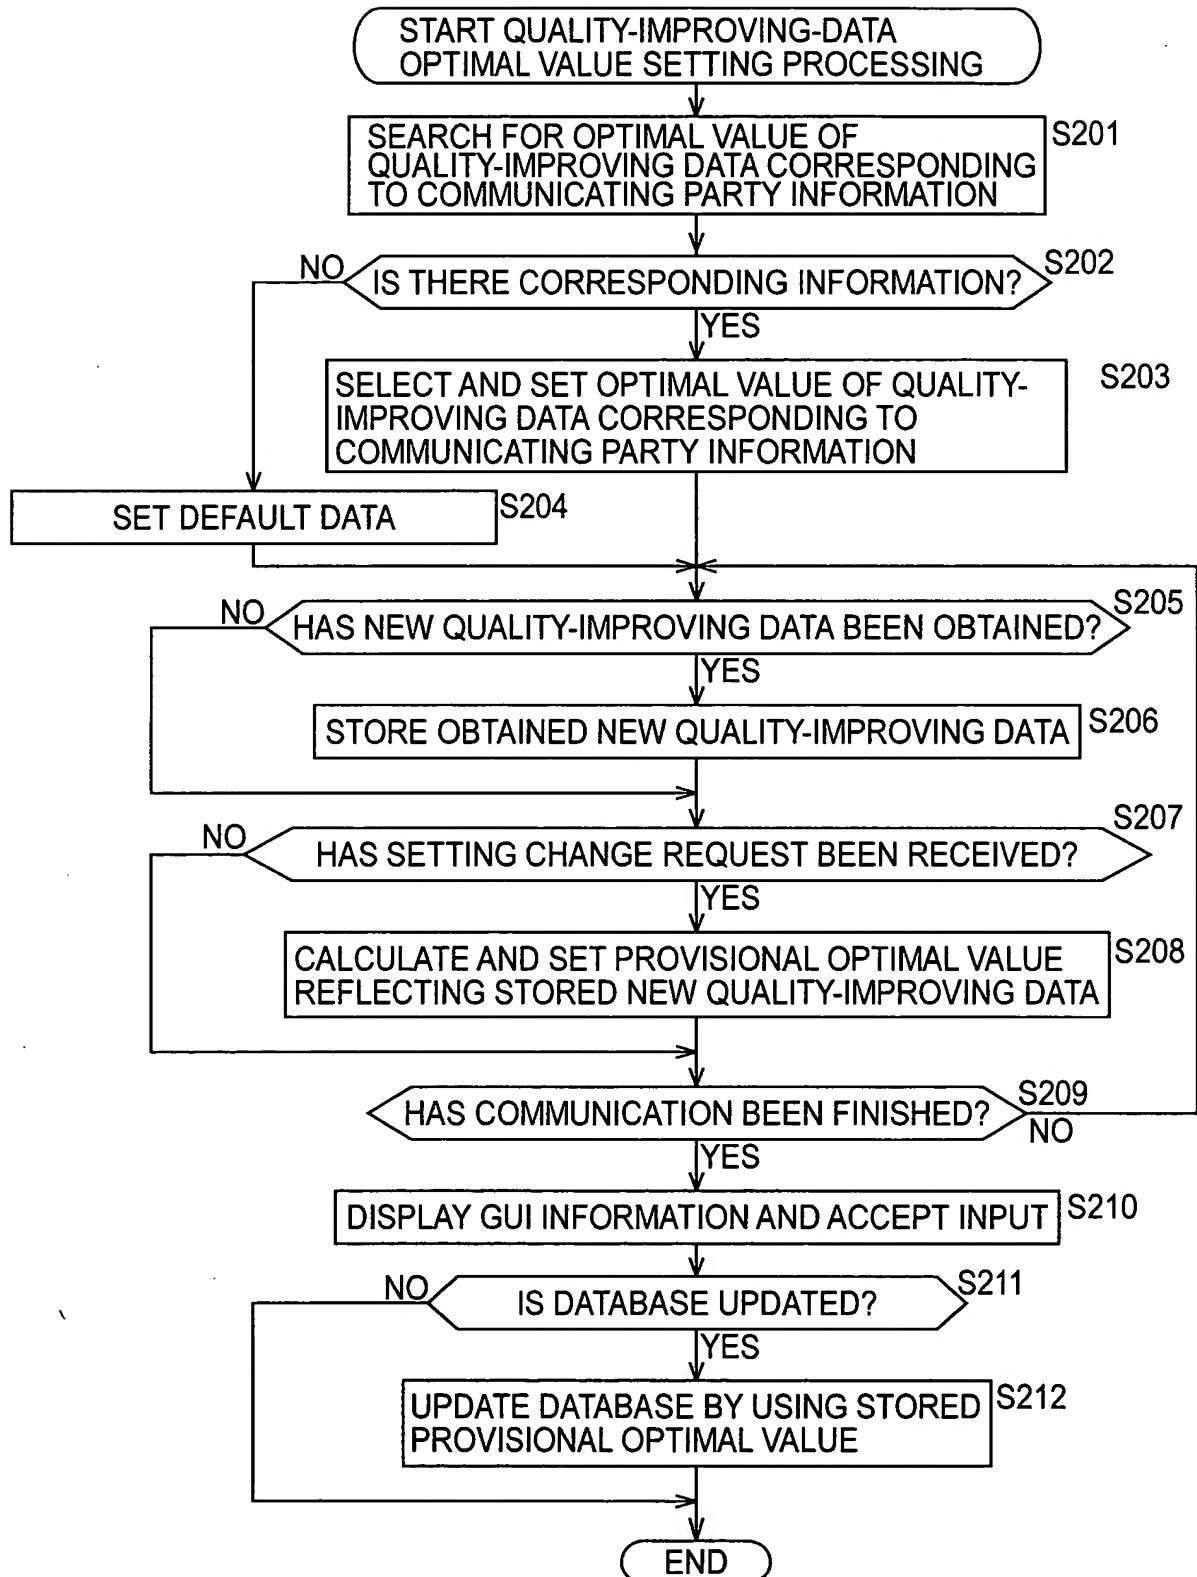 START QUALITY-IMPROVING-DATA
OPTIMAL VALUE SETTING PROCESSING
SEARCH FOR OPTIMAL VALUE OF
QUALITY-IMPROVING DATA CORRESPONDING
TO COMMUNICATING PARTY INFORMATION
S201
NO
IS THERE CORRESPONDING INFORMATION?
S202
YES
SELECT AND SET OPTIMAL VALUE OF QUALITY-
IMPROVING DATA CORRESPONDING TO
COMMUNICATING PARTY INFORMATION
S203
SET DEFAULT DATA
S204
NO
HAS NEW QUALITY-IMPROVING DATA BEEN OBTAINED?
S205
YES
STORE OBTAINED NEW QUALITY-IMPROVING DATA
S206
NO
HAS SETTING CHANGE REQUEST BEEN RECEIVED?
S207
YES
CALCULATE AND SET PROVISIONAL OPTIMAL VALUE
REFLECTING STORED NEW QUALITY-IMPROVING DATA
S208
HAS COMMUNICATION BEEN FINISHED?
S209
NO
YES
DISPLAY GUI INFORMATION AND ACCEPT INPUT
S210
NO
IS DATABASE UPDATED?
S211
YES
UPDATE DATABASE BY USING STORED
PROVISIONAL OPTIMAL VALUE
S212
END